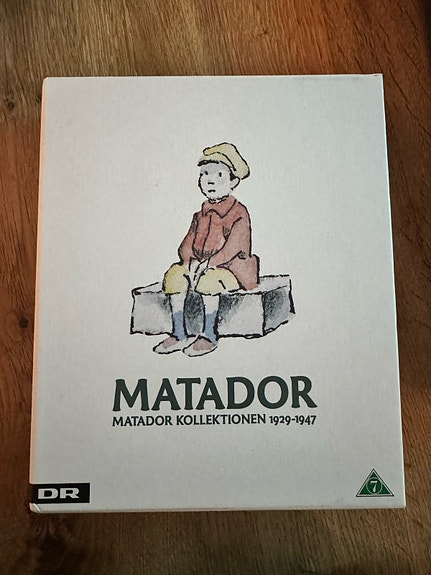 MATADOR
MATADOR KOLLEKTIONEN 1929-1947
DR
7